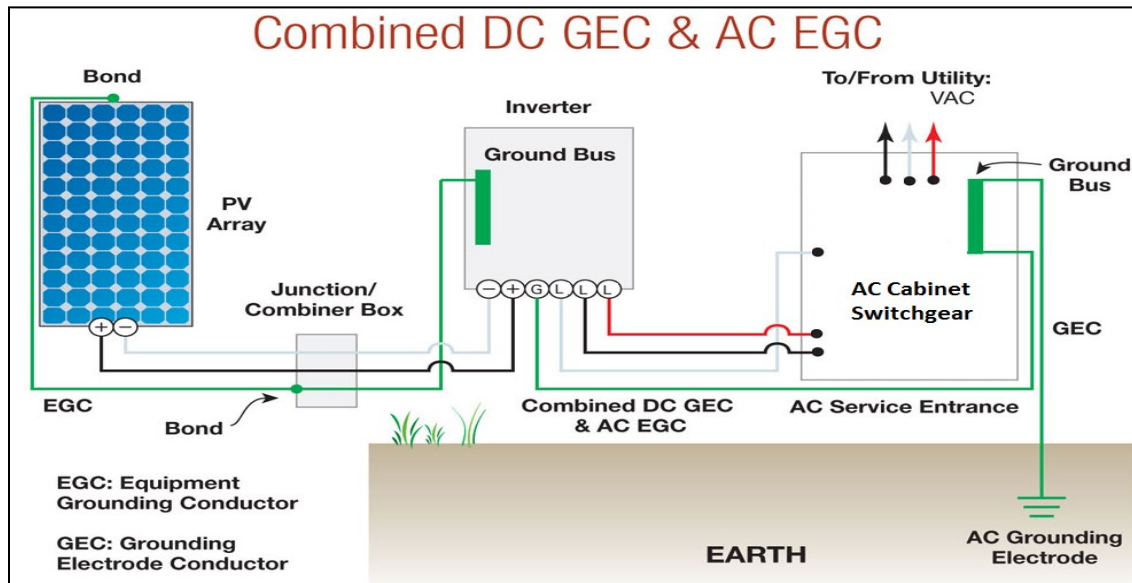 Combined DC GEC & AC EGC
Bond
PV
Array
+ −
Junction/
Combiner Box
EGC
Bond
Inverter
Ground Bus
− + G L L L
Combined DC GEC
& AC EGC
To/From Utility:
VAC
Ground
Bus
AC Cabinet
Switchgear
GEC
AC Service Entrance
EGC: Equipment
Grounding Conductor
GEC: Grounding
Electrode Conductor
EARTH
AC Grounding
Electrode